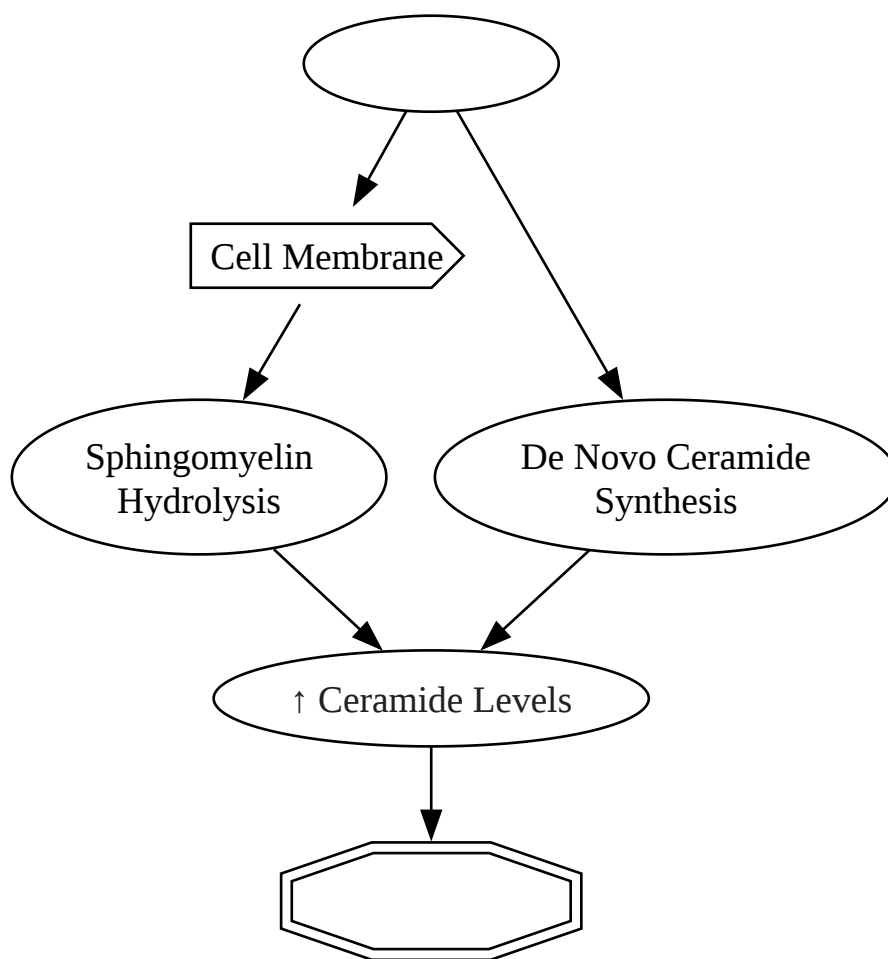 Cell Membrane
Sphingomyelin
Hydrolysis
De Novo Ceramide
Synthesis
↑ Ceramide Levels